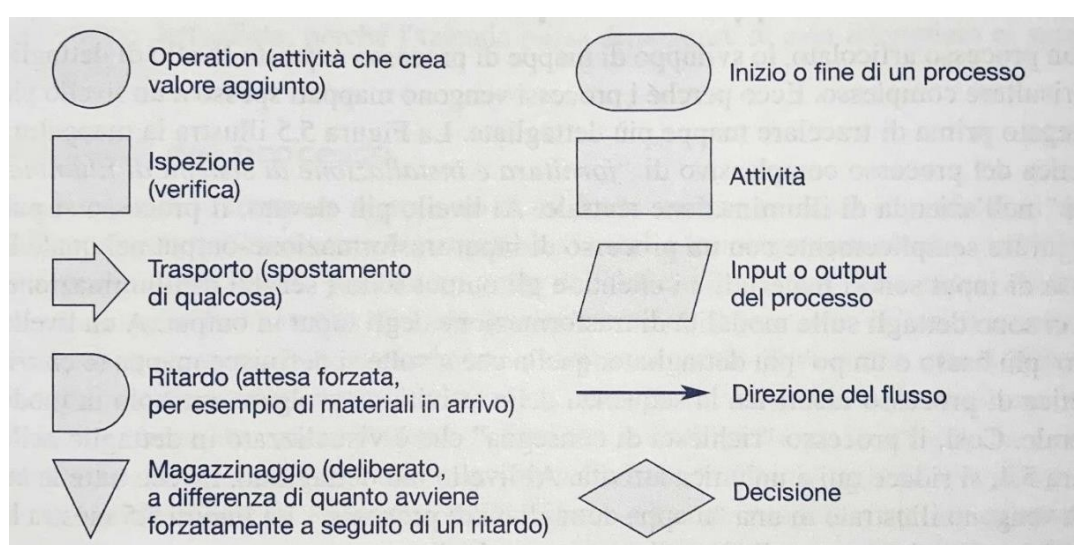 Operation (attività che crea
valore aggiunto)
Ispezione
(verifica)
Trasporto (spostamento
di qualcosa)
Ritardo (attesa forzata,
per esempio di materiali in arrivo)
Magazzinaggio (deliberato,
a differenza di quanto avviene
forzatamente a seguito di un ritardo)
Inizio o fine di un processo
Attività
Input o output
del processo
Direzione del flusso
Decisione